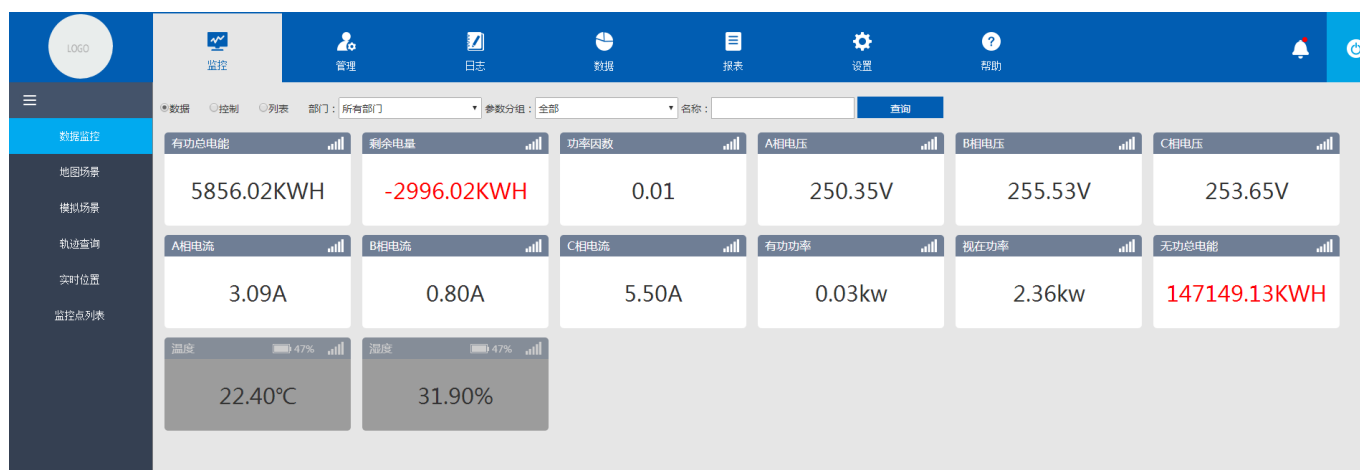 LOGO
监控
管理
日志
数据
报表
设置
帮助
数据 控制 列表 部门： 所有部门 参数分组： 全部 名称： 查询
数据监控
地图场景
模拟场景
轨迹查询
实时位置
监控点列表
有功总电能
5856.02KWH
剩余电量
-2996.02KWH
功率因数
0.01
A相电压
250.35V
B相电压
255.53V
C相电压
253.65V
A相电流
3.09A
B相电流
0.80A
C相电流
5.50A
有功功率
0.03kw
视在功率
2.36kw
无功总电能
147149.13KWH
温度 47%
22.40℃
湿度 47%
31.90%